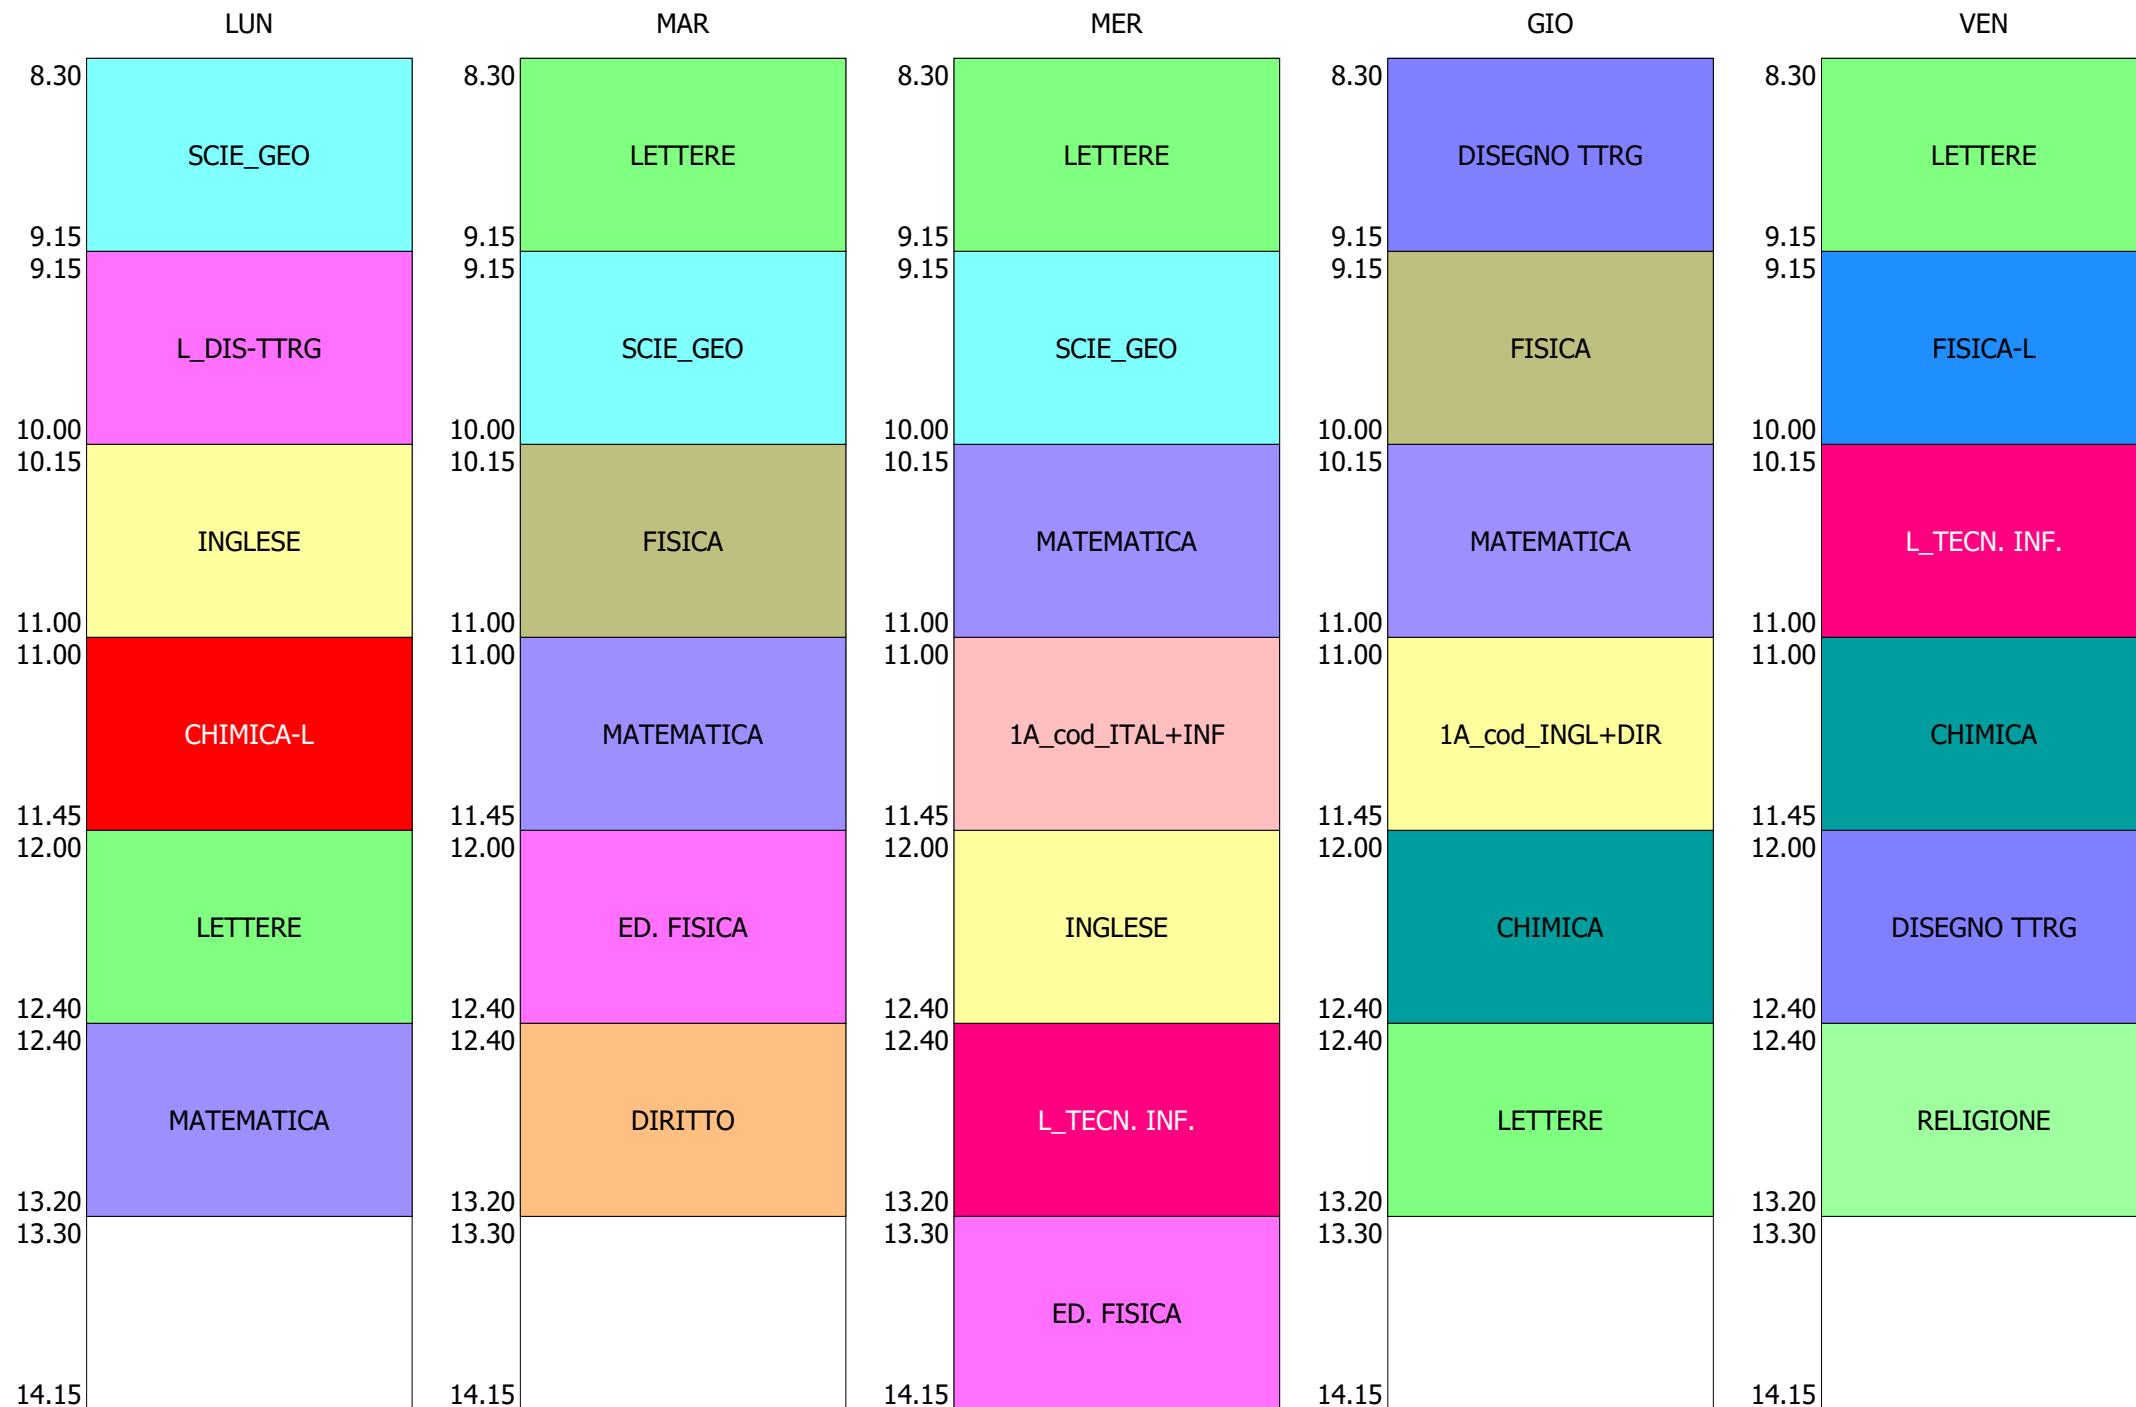 LUN MAR MER GIO VEN
8.30 8.30 8.30 8.30 8.30
SCIE_GEO LETTERE LETTERE DISEGNO TTRG LETTERE
9.15 9.15 9.15 9.15 9.15
9.15 9.15 9.15 9.15 9.15
L_DIS-TTRG SCIE_GEO SCIE_GEO FISICA FISICA-L
10.00 10.00 10.00 10.00 10.00
10.15 10.15 10.15 10.15 10.15
INGLESE FISICA MATEMATICA MATEMATICA L_TECN. INF.
11.00 11.00 11.00 11.00 11.00
11.00 11.00 11.00 11.00 11.00
CHIMICA-L MATEMATICA 1A_cod_ITAL+INF 1A_cod_INGL+DIR CHIMICA
11.45 11.45 11.45 11.45 11.45
12.00 12.00 12.00 12.00 12.00
LETTERE ED. FISICA INGLESE CHIMICA DISEGNO TTRG
12.40 12.40 12.40 12.40 12.40
12.40 12.40 12.40 12.40 12.40
MATEMATICA DIRITTO L_TECN. INF. LETTERE RELIGIONE
13.20 13.20 13.20 13.20 13.20
13.30 13.30 13.30 13.30 13.30
ED. FISICA
14.15 14.15 14.15 14.15 14.15